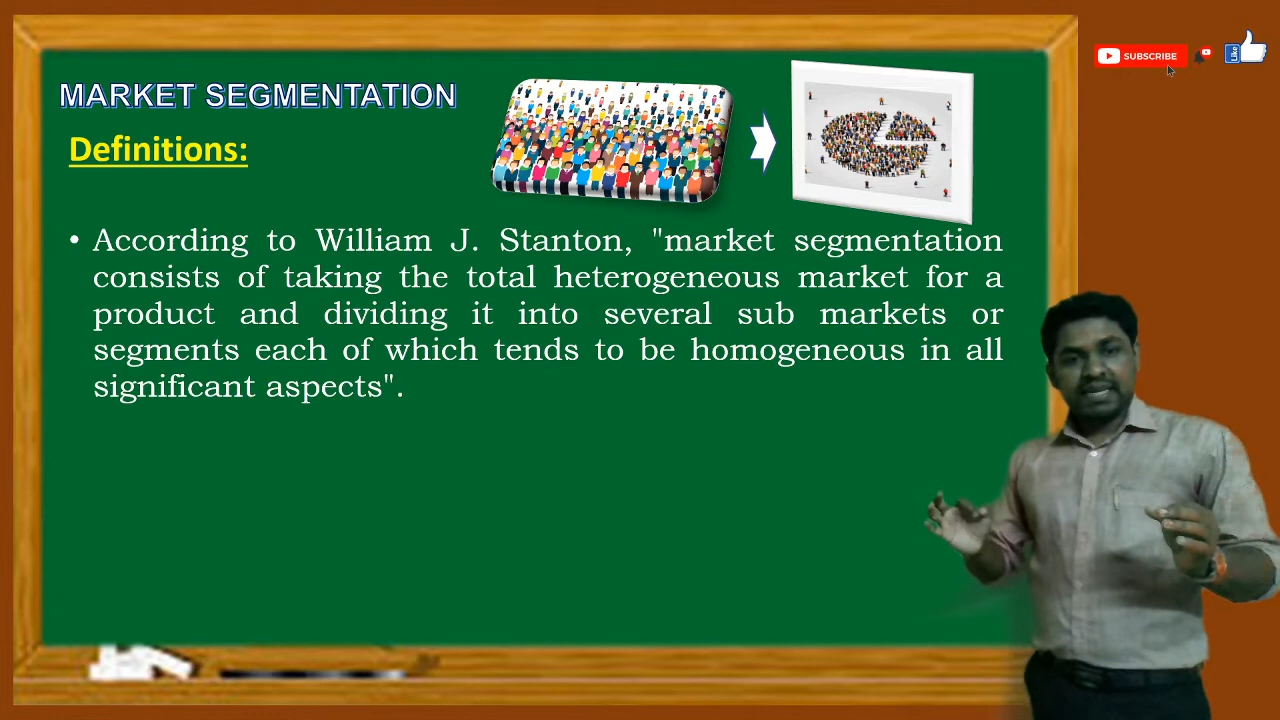 MARKET SEGMENTATION
Definitions:
• According to William J. Stanton, "market segmentation
consists of taking the total heterogeneous market for a
product and dividing it into several sub markets or
segments each of which tends to be homogeneous in all
significant aspects".
SUBSCRIBE
Like